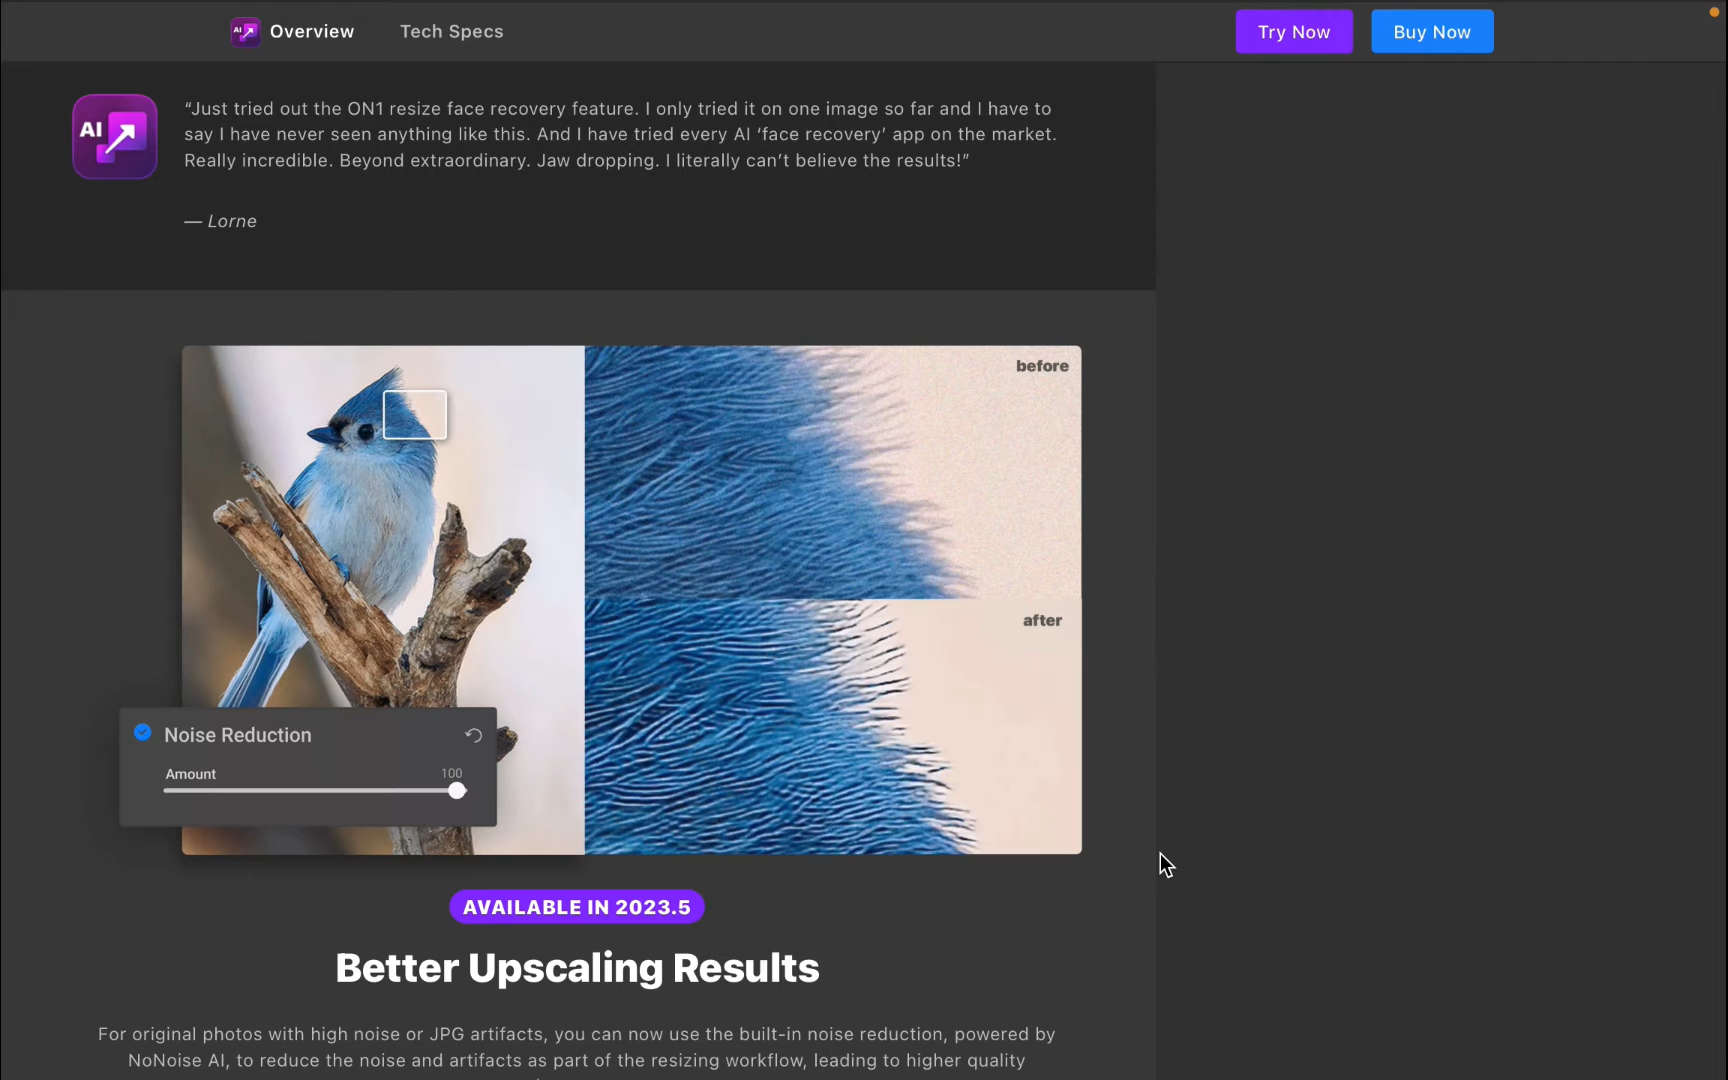 AI Overview Tech Specs Try Now Buy Now
AI
“Just tried out the ON1 resize face recovery feature. I only tried it on one image so far and I have to
say I have never seen anything like this. And I have tried every AI ‘face recovery’ app on the market.
Really incredible. Beyond extraordinary. Jaw dropping. I literally can’t believe the results!”
— Lorne
before
after
Noise Reduction
Amount 100
AVAILABLE IN 2023.5
Better Upscaling Results
For original photos with high noise or JPG artifacts, you can now use the built-in noise reduction, powered by
NoNoise AI, to reduce the noise and artifacts as part of the resizing workflow, leading to higher quality